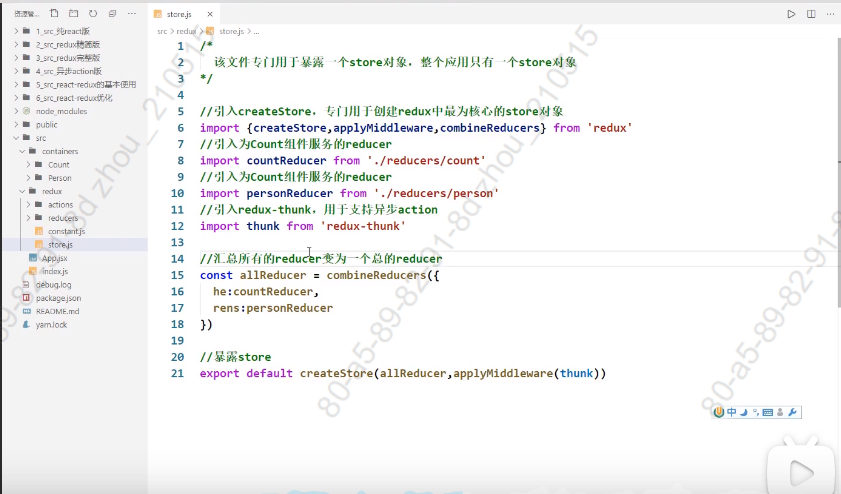 资源管...
store.js
1_src_纯react版
2_src_redux精简版
3_src_redux完整版
4_src_异步action版
5_src_react-redux的基本使用
6_src_react-redux优化
node_modules
public
src
containers
Count
Person
redux
actions
reducers
constant.js
store.js
App.jsx
index.js
debug.log
package.json
README.md
yarn.lock
src > redux > store.js > ...
1 /*
2 该文件专门用于暴露一个store对象，整个应用只有一个store对象
3 */
4
5 //引入createStore，专门用于创建redux中最为核心的store对象
6 import {createStore,applyMiddleware,combineReducers} from 'redux'
7 //引入为Count组件服务的reducer
8 import countReducer from './reducers/count'
9 //引入为Count组件服务的reducer
10 import personReducer from './reducers/person'
11 //引入redux-thunk，用于支持异步action
12 import thunk from 'redux-thunk'
13
14 //汇总所有的reducer变为一个总的reducer
15 const allReducer = combineReducers({
16 he:countReducer,
17 rens:personReducer
18 })
19
20 //暴露store
21 export default createStore(allReducer,applyMiddleware(thunk))
中
80-a5-89-82-91-8d zhou_ 210515
80-a5-89-82-91-8